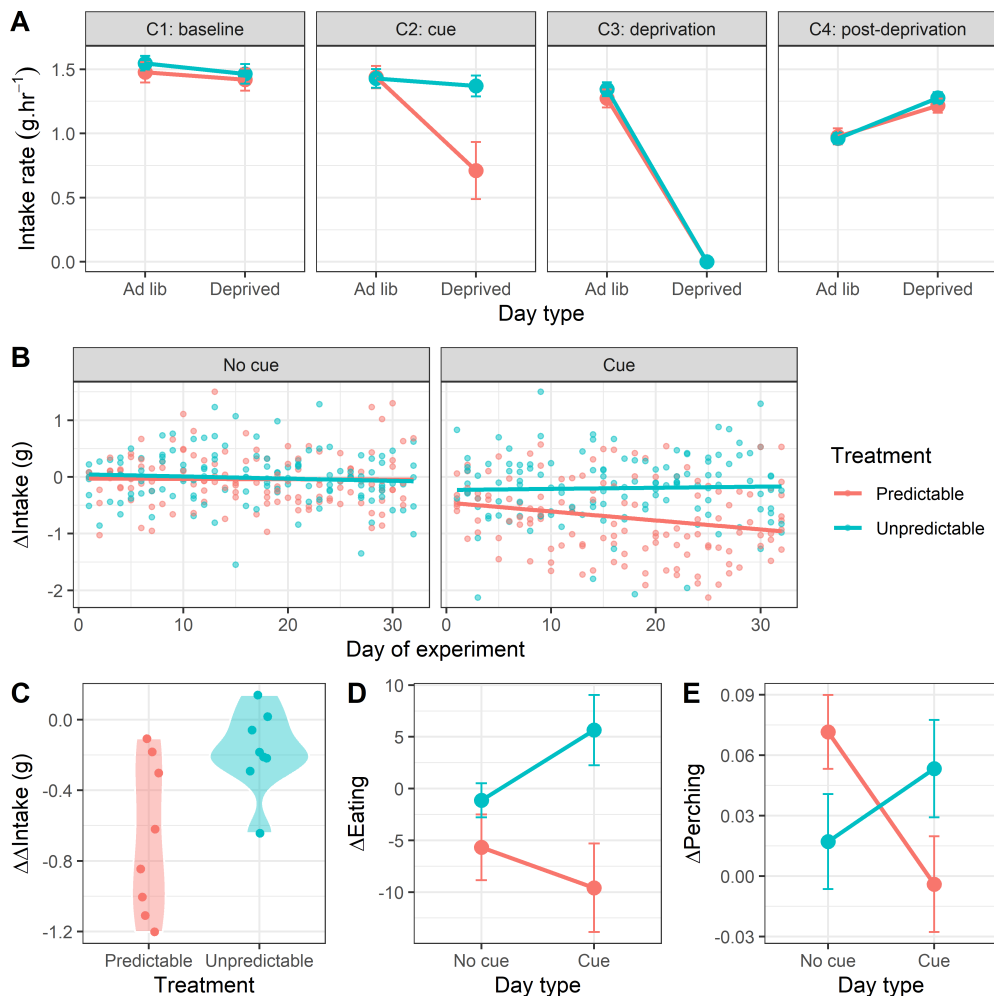 A
C1: baseline
C2: cue
C3: deprivation
C4: post-deprivation
Intake rate (g.hr⁻¹)
1.5
1.0
0.5
0.0
Ad lib Deprived
Ad lib Deprived
Ad lib Deprived
Ad lib Deprived
Day type
B
No cue
Cue
ΔIntake (g)
1
0
-1
-2
0 10 20 30
0 10 20 30
Day of experiment
Treatment
Predictable
Unpredictable
C
ΔΔIntake (g)
0.0
-0.4
-0.8
-1.2
Predictable Unpredictable
Treatment
D
ΔEating
10
5
0
-5
-10
No cue Cue
Day type
E
ΔPerching
0.09
0.06
0.03
0.00
-0.03
No cue Cue
Day type